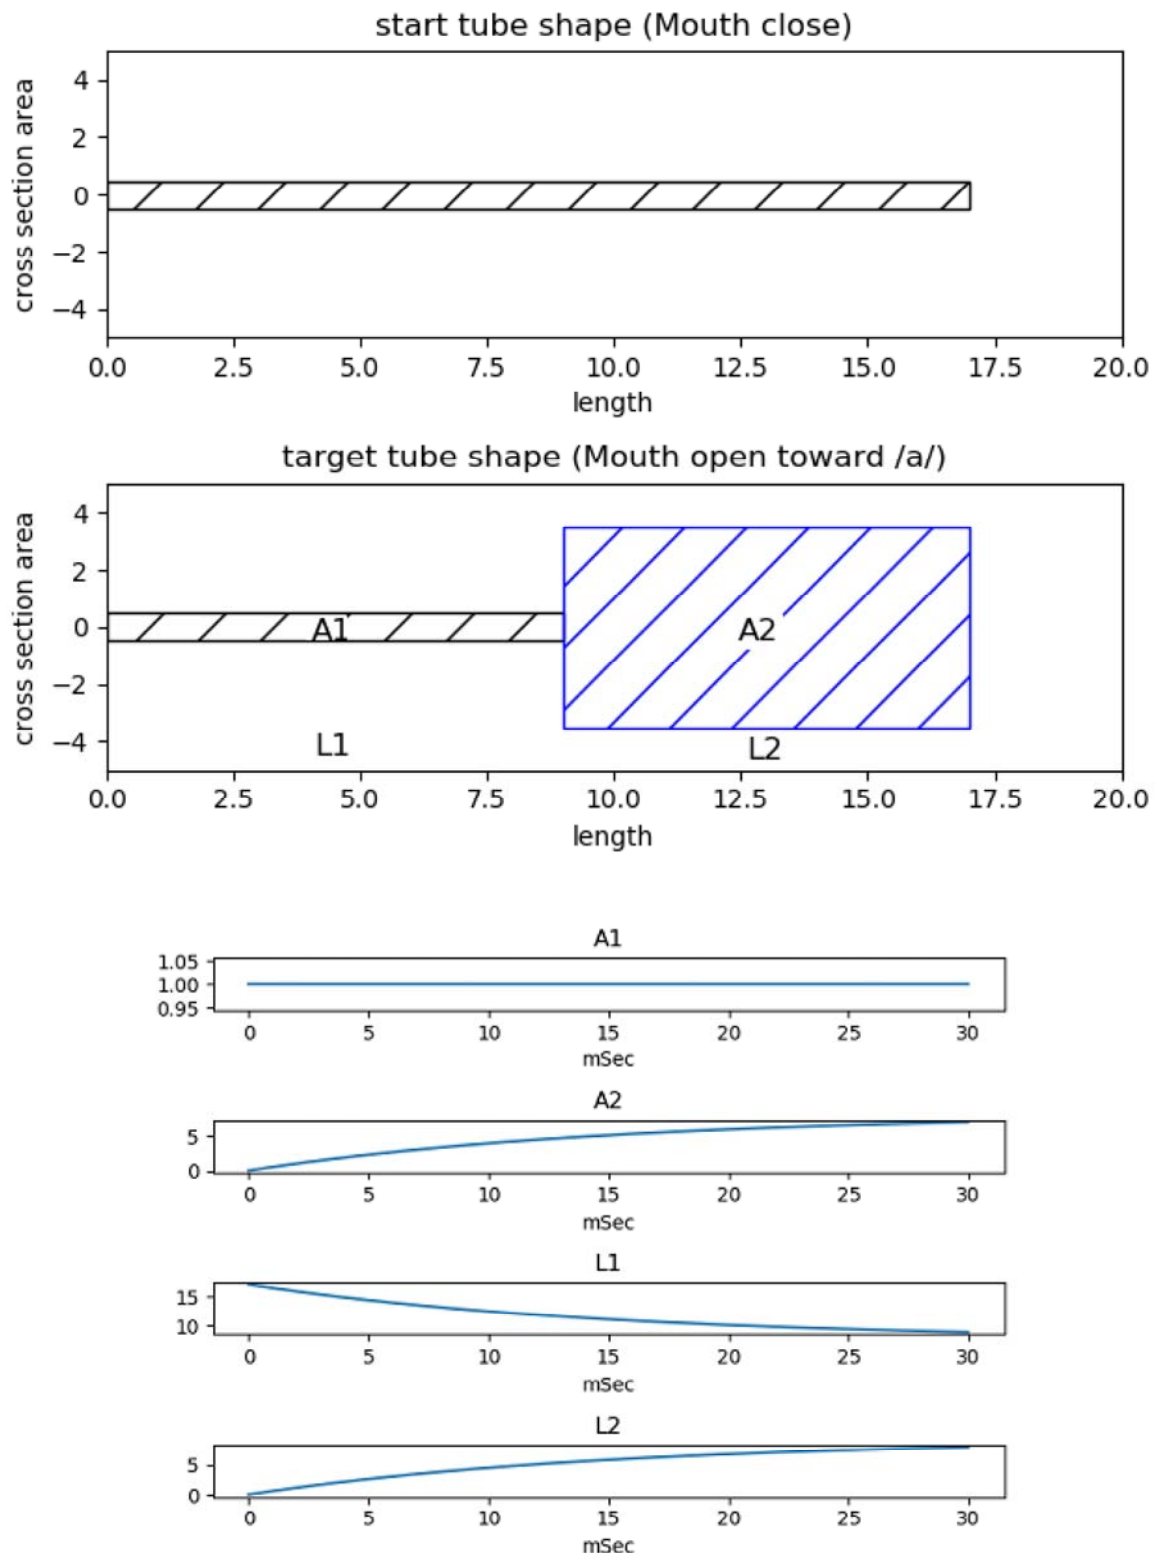 start tube shape (Mouth close)
cross section area
4
2
0
−2
−4
0.0 2.5 5.0 7.5 10.0 12.5 15.0 17.5 20.0
length
target tube shape (Mouth open toward /a/)
cross section area
4
2
0
−2
−4
A1 A2
L1 L2
0.0 2.5 5.0 7.5 10.0 12.5 15.0 17.5 20.0
length
A1
1.05
1.00
0.95
0 5 10 15 20 25 30
mSec
A2
5
0
0 5 10 15 20 25 30
mSec
L1
15
10
0 5 10 15 20 25 30
mSec
L2
5
0
0 5 10 15 20 25 30
mSec